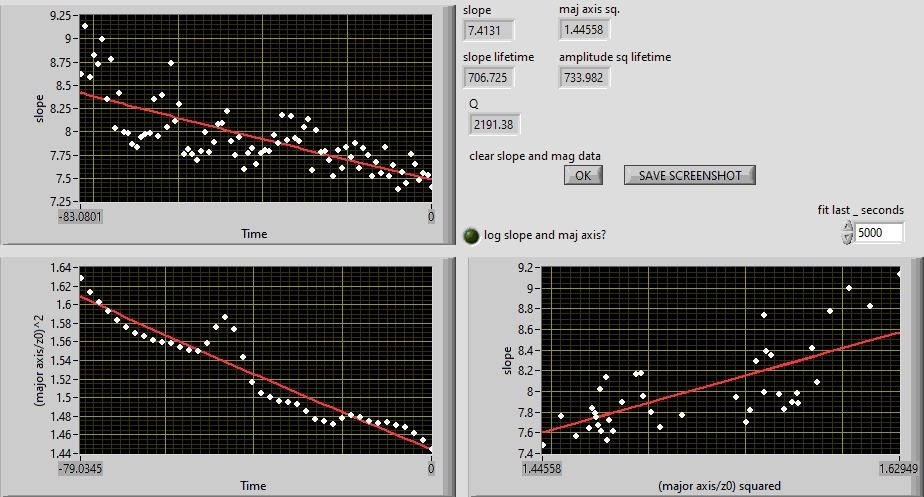 9.25
9
8.75
8.5
8.25
8
7.75
7.5
7.25
slope
-83.0801
0
Time
slope
7.4131
maj axis sq.
1.44558
slope lifetime
706.725
amplitude sq lifetime
733.982
Q
2191.38
clear slope and mag data
OK
SAVE SCREENSHOT
fit last _ seconds
5000
log slope and maj axis?
1.64
1.62
1.6
1.58
1.56
1.54
1.52
1.5
1.48
1.46
1.44
(major axis/z0))^2
-79.0345
0
Time
9.2
9
8.8
8.6
8.4
8.2
8
7.8
7.6
7.4
slope
1.44558
1.62949
(major axis/z0) squared